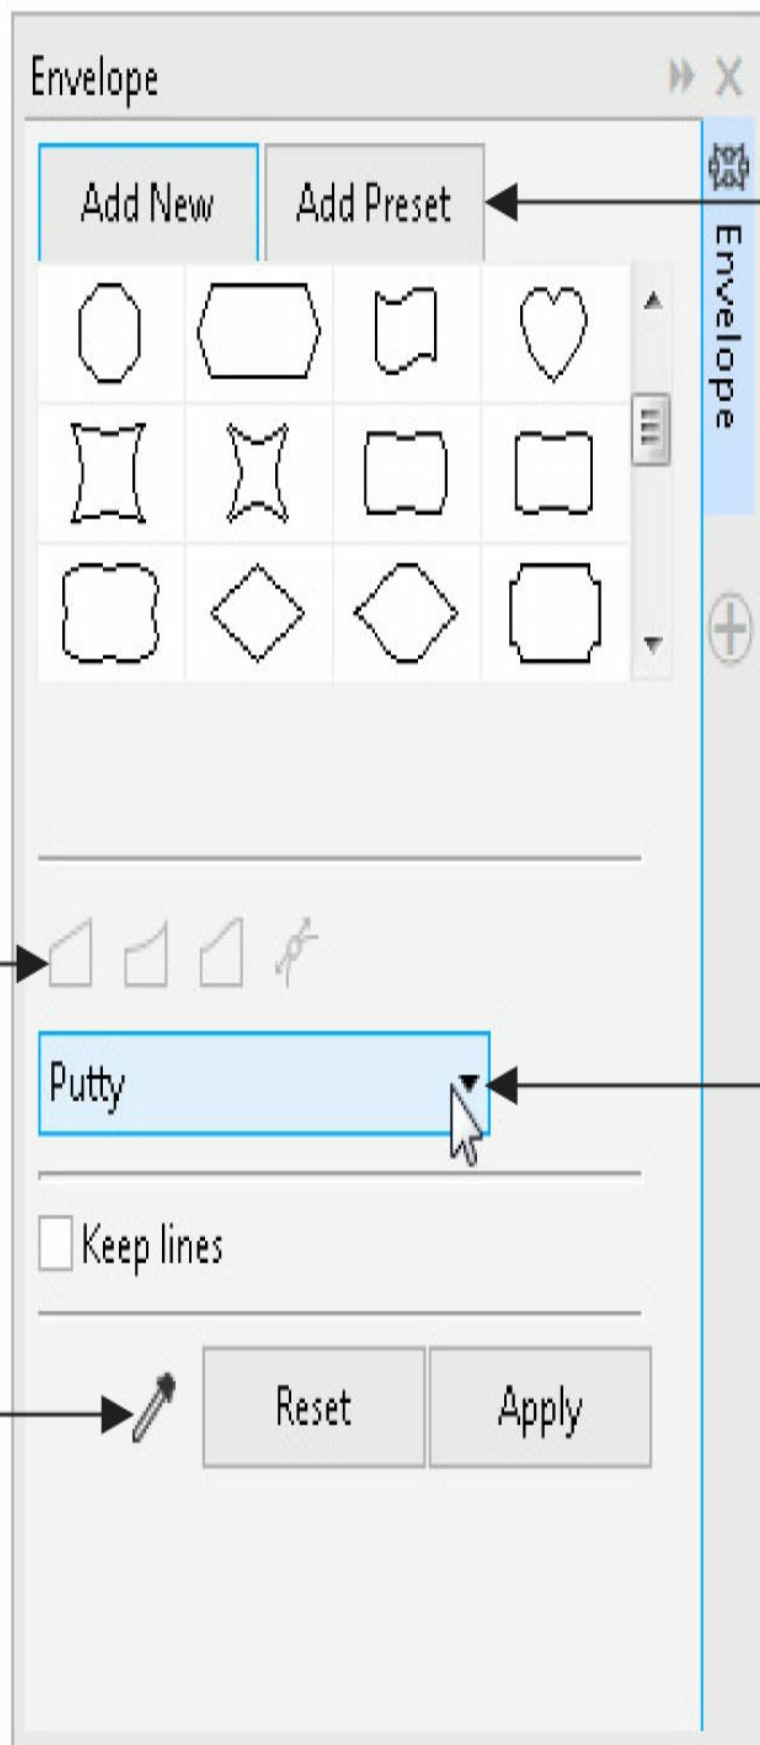 Envelope
Add New Add Preset
Envelope
Putty
Keep lines
Reset Apply